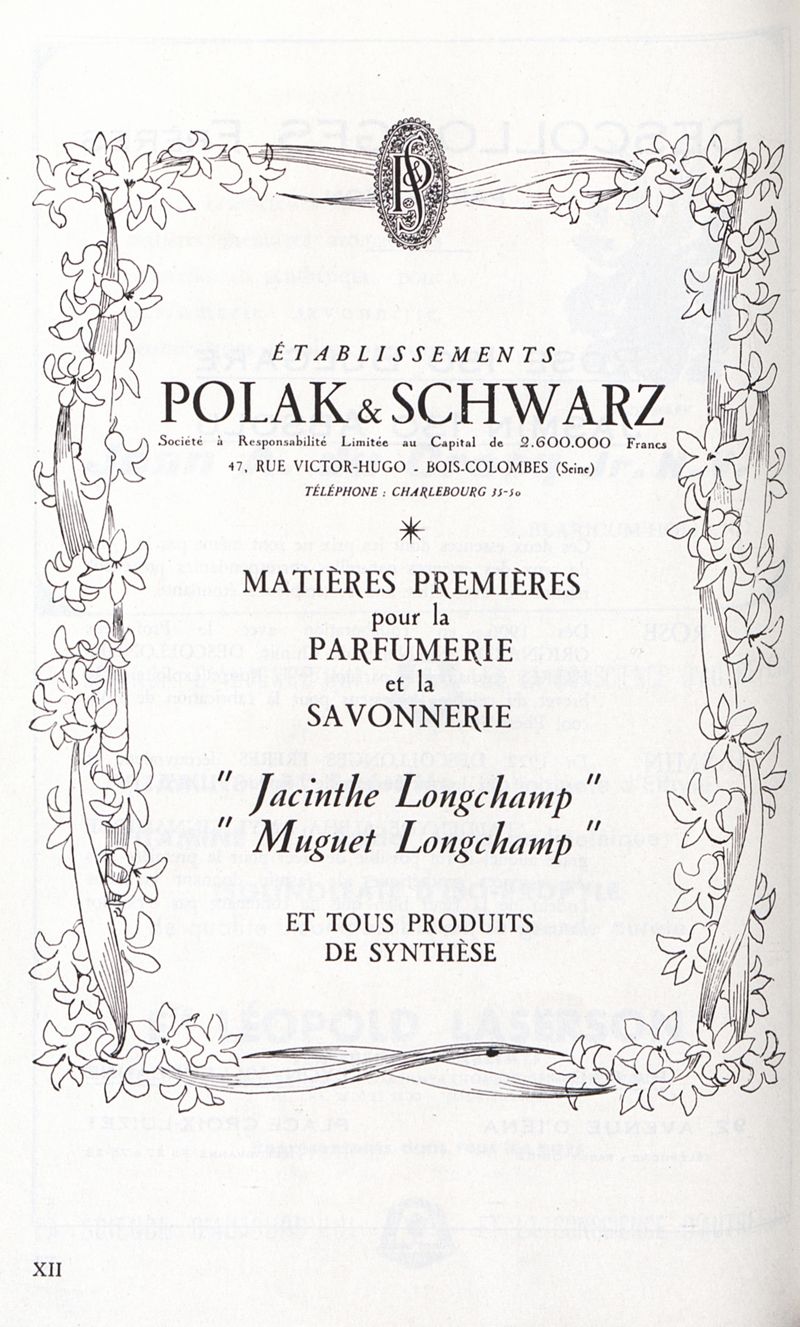 P&S
ÉTABLISSEMENTS
POLAK & SCHWARZ
Société à Responsabilité Limitée au Capital de 2.600.000 Francs
47, RUE VICTOR-HUGO - BOIS-COLOMBES (Seine)
TÉLÉPHONE : CHARLEBOURG 35-50
MATIÈRES PREMIÈRES
pour la
PARFUMERIE
et la
SAVONNERIE
" Jacinthe Longchamp "
" Muguet Longchamp "
ET TOUS PRODUITS
DE SYNTHÈSE
XII